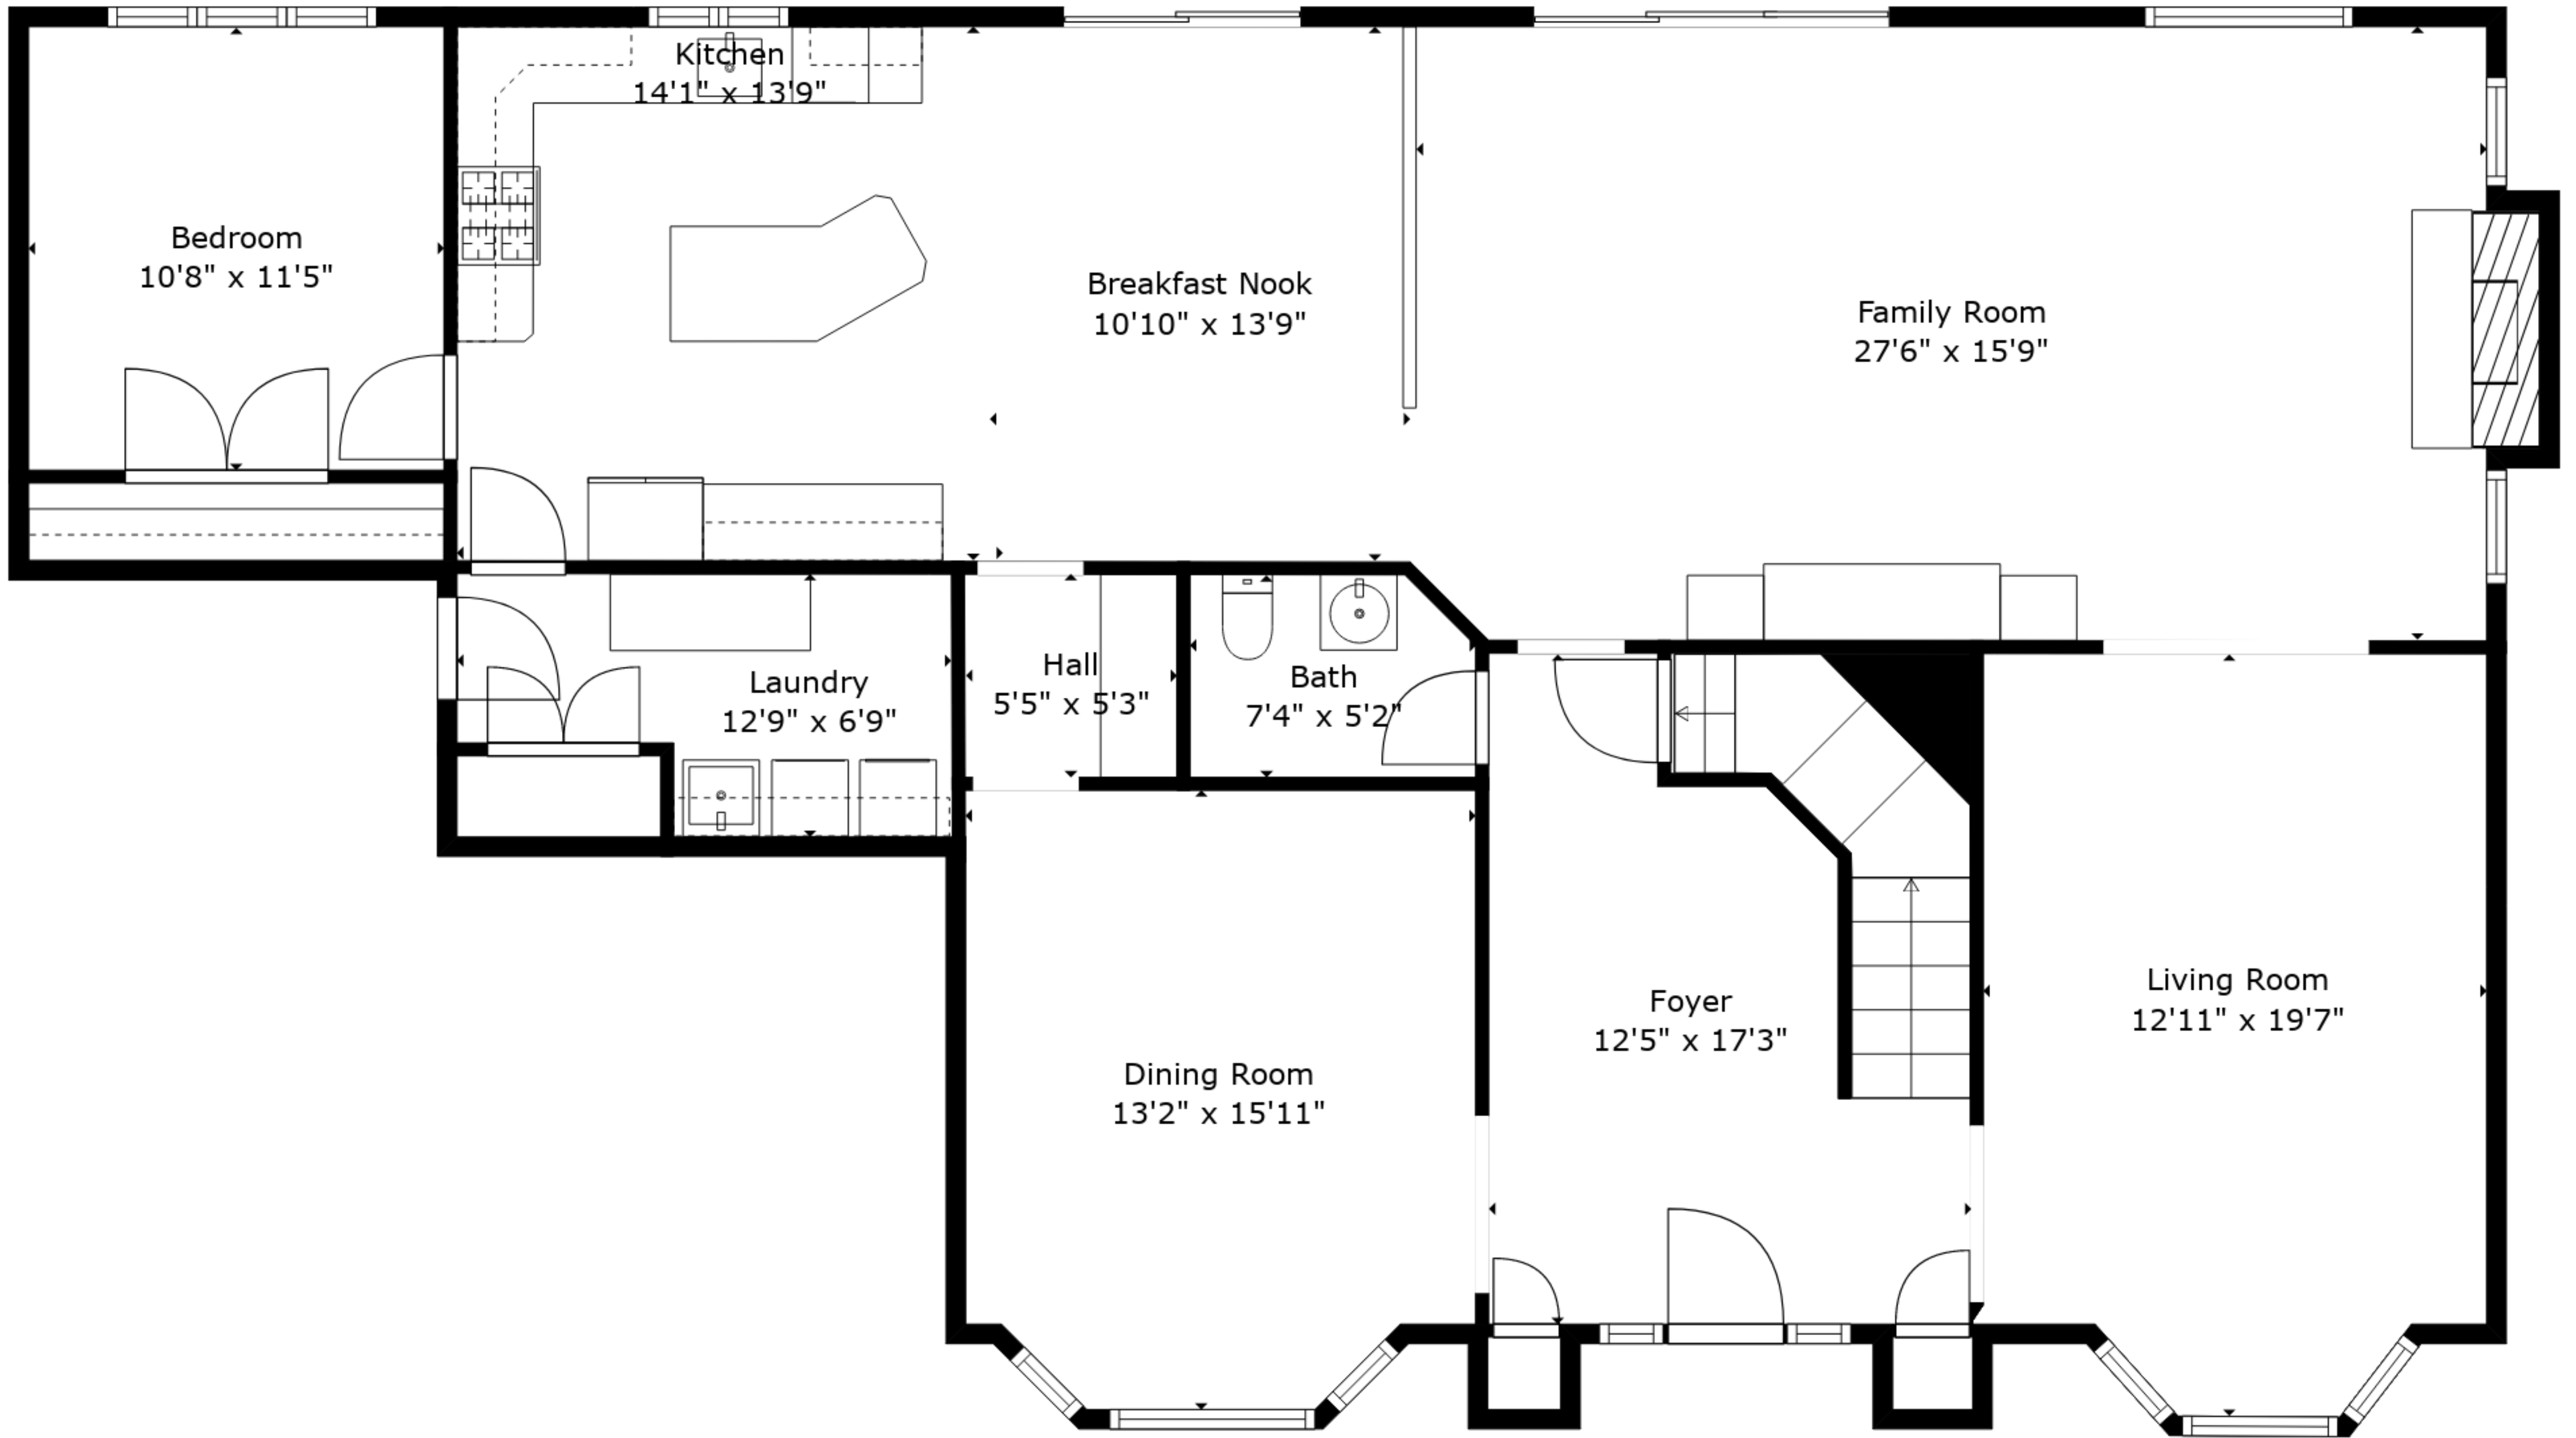 Kitchen
14'1" x 13'9"
Bedroom
10'8" x 11'5"
Breakfast Nook
10'10" x 13'9"
Family Room
27'6" x 15'9"
Laundry
12'9" x 6'9"
Hall
5'5" x 5'3"
Bath
7'4" x 5'2"
Dining Room
13'2" x 15'11"
Foyer
12'5" x 17'3"
Living Room
12'11" x 19'7"